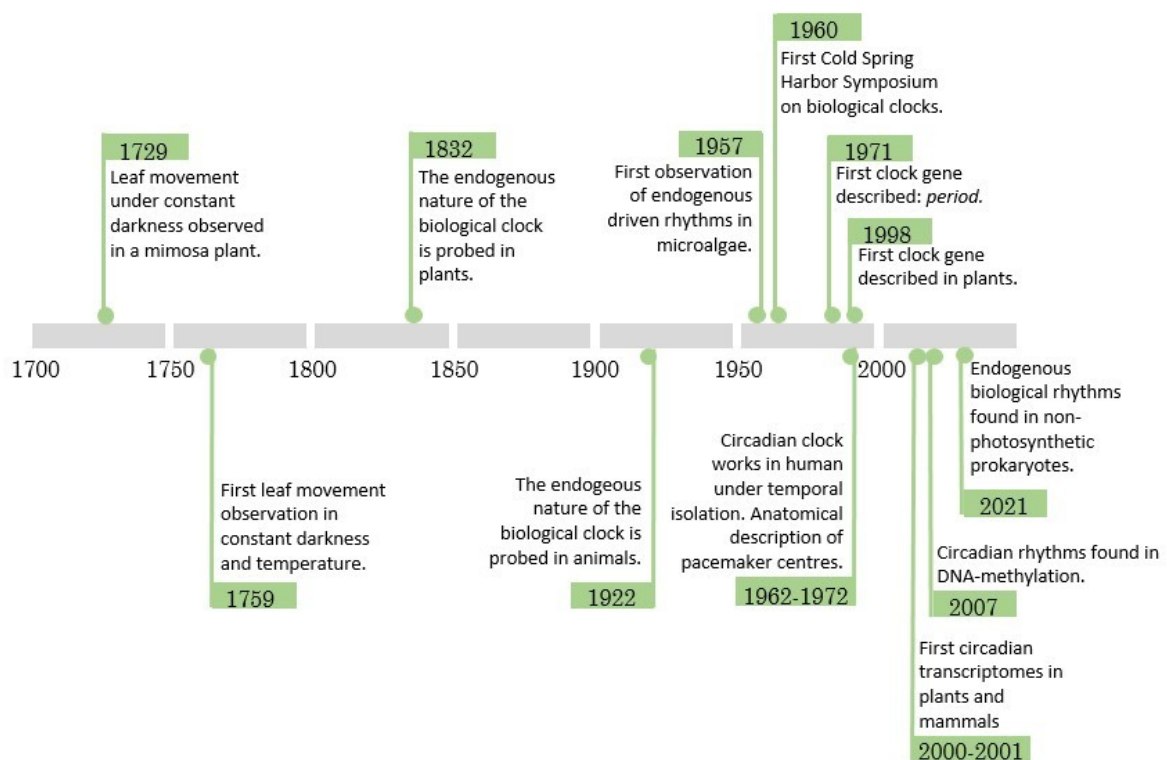 1960
First Cold Spring
Harbor Symposium
on biological clocks.
1729
Leaf movement
under constant
darkness observed
in a mimosa plant.
1832
The endogenous
nature of the
biological clock
is probed in
plants.
1957
First observation
of endogenous
driven rhythms in
microalgae.
1971
First clock gene
described: period.
1998
First clock gene
described in plants.
1700 1750 1800 1850 1900 1950 2000
First leaf movement
observation in
constant darkness
and temperature.
1759
The endogeous
nature of the
biological clock is
probed in animals.
1922
Circadian clock
works in human
under temporal
isolation. Anatomical
description of
pacemaker centres.
1962-1972
Endogenous
biological rhythms
found in non-
photosynthetic
prokaryotes.
2021
Circadian rhythms found in
DNA-methylation.
2007
First circadian
transcriptomes in
plants and
mammals
2000-2001